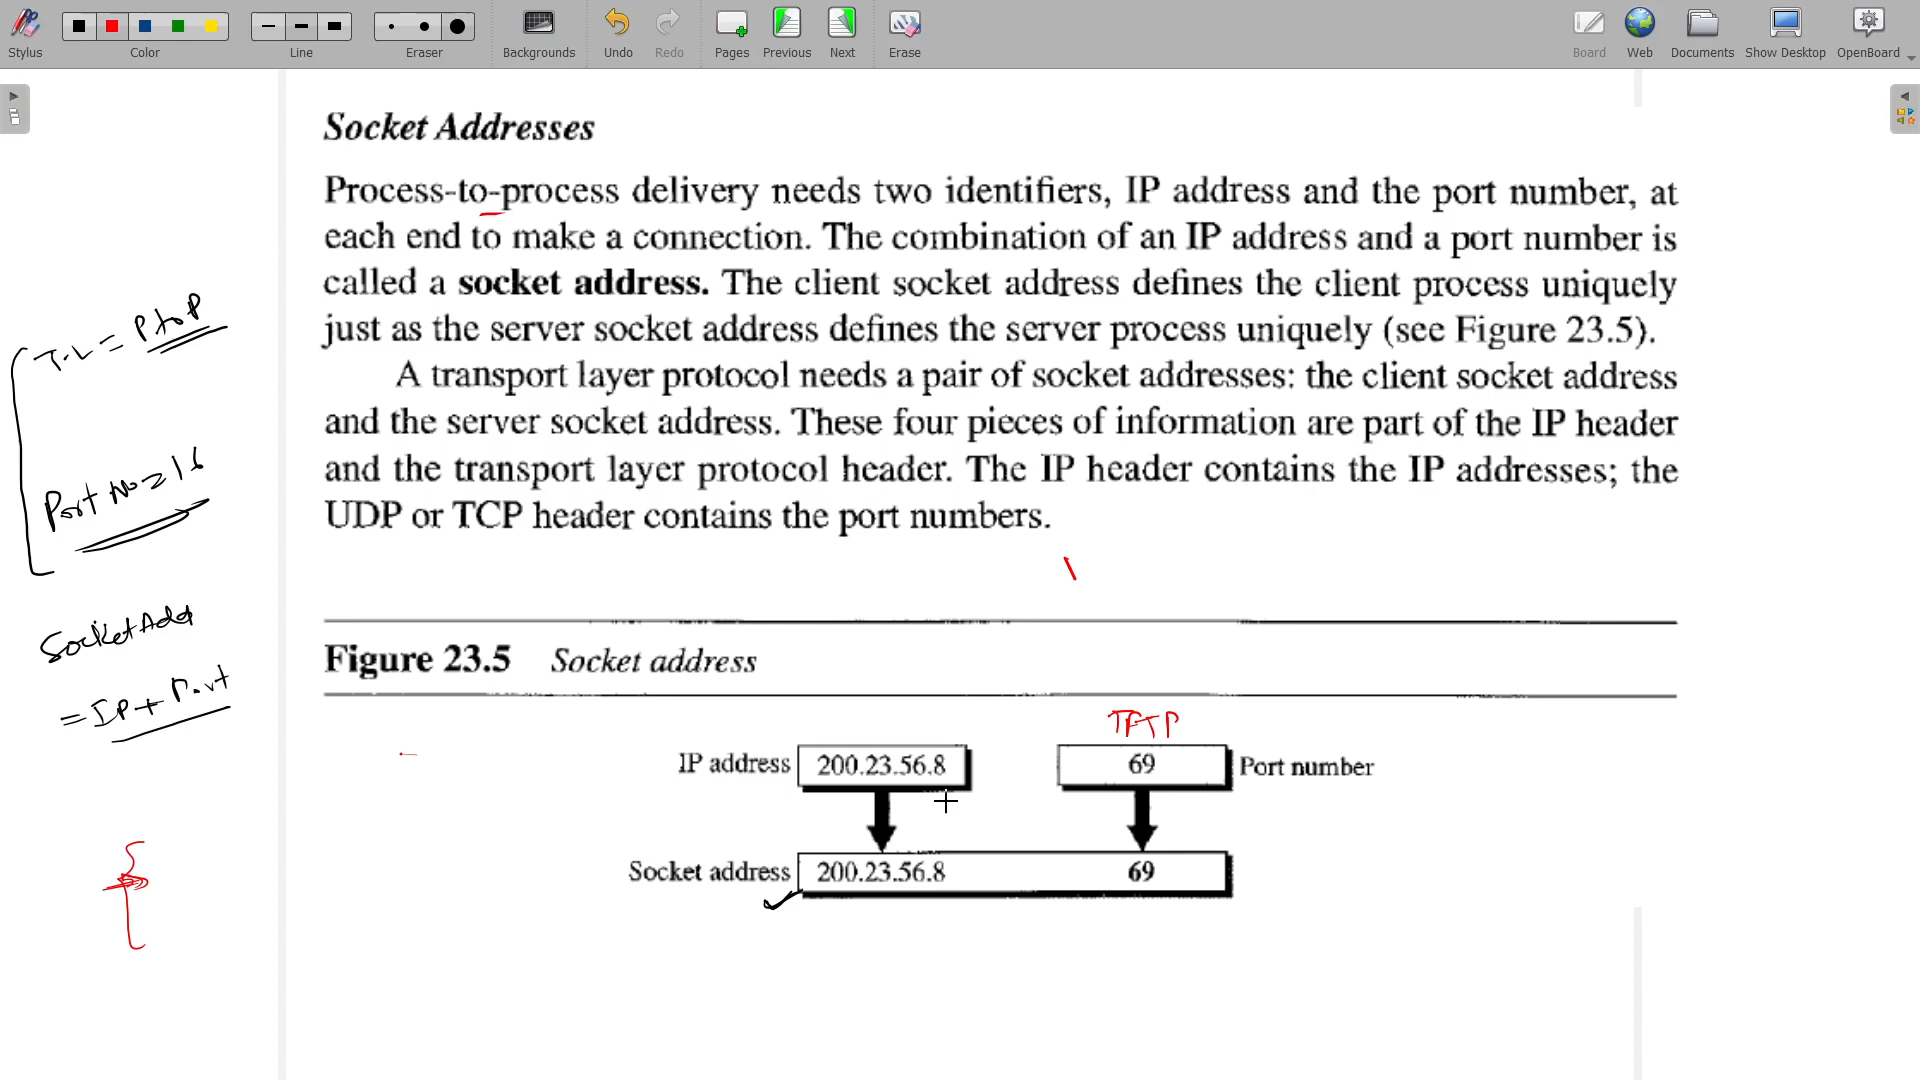 Stylus
Color
Line
Eraser
Backgrounds
Undo
Redo
Pages
Previous
Next
Erase
Board
Web
Documents
Show Desktop
OpenBoard
Socket Addresses
Process-to-process delivery needs two identifiers, IP address and the port number, at
each end to make a connection. The combination of an IP address and a port number is
called a socket address. The client socket address defines the client process uniquely
just as the server socket address defines the server process uniquely (see Figure 23.5).
A transport layer protocol needs a pair of socket addresses: the client socket address
and the server socket address. These four pieces of information are part of the IP header
and the transport layer protocol header. The IP header contains the IP addresses; the
UDP or TCP header contains the port numbers.
T.L = P to P
Port No = 16
Socket Add
= IP + Port
Figure 23.5 Socket address
TFTP
IP address 200.23.56.8 69 Port number
Socket address 200.23.56.8 69